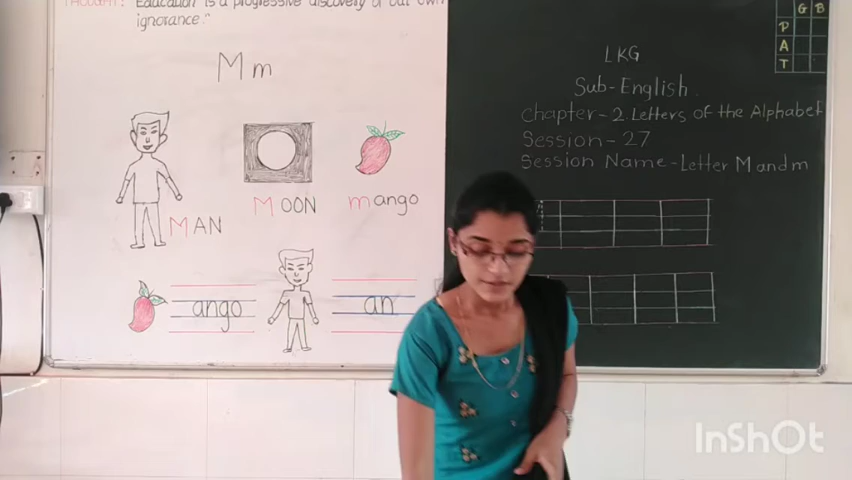 THOUGHT: "Education is a progressive discovery of our own
ignorance."
M m
MAN
MOON
mango
ango
an
G B
P
A
T
LKG
Sub-English.
Chapter-2. Letters of the Alphabet
Session-27
Session Name-Letter M and m
InShOt